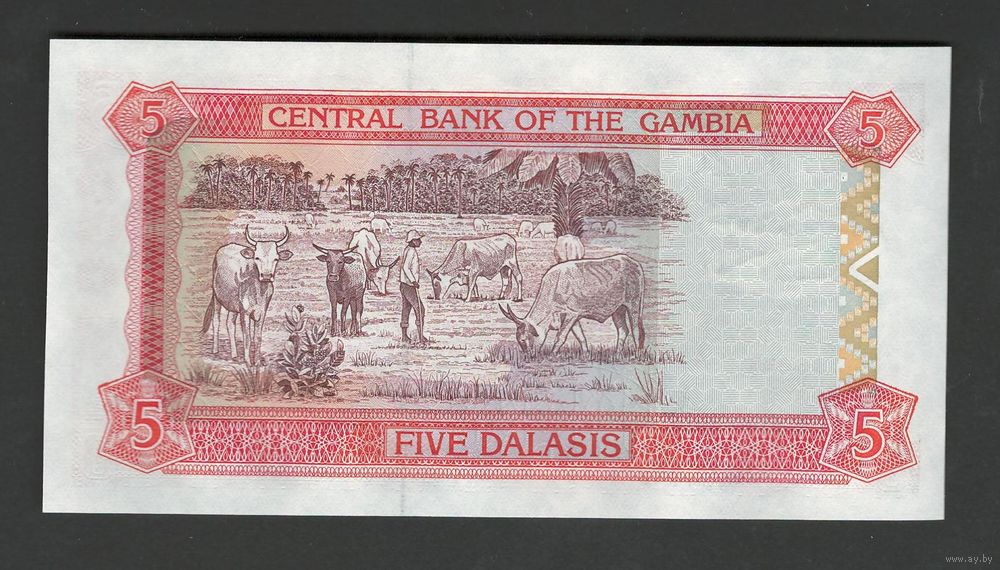 5 CENTRAL BANK OF THE GAMBIA 5
5 FIVE DALASIS 5
www.ay.by